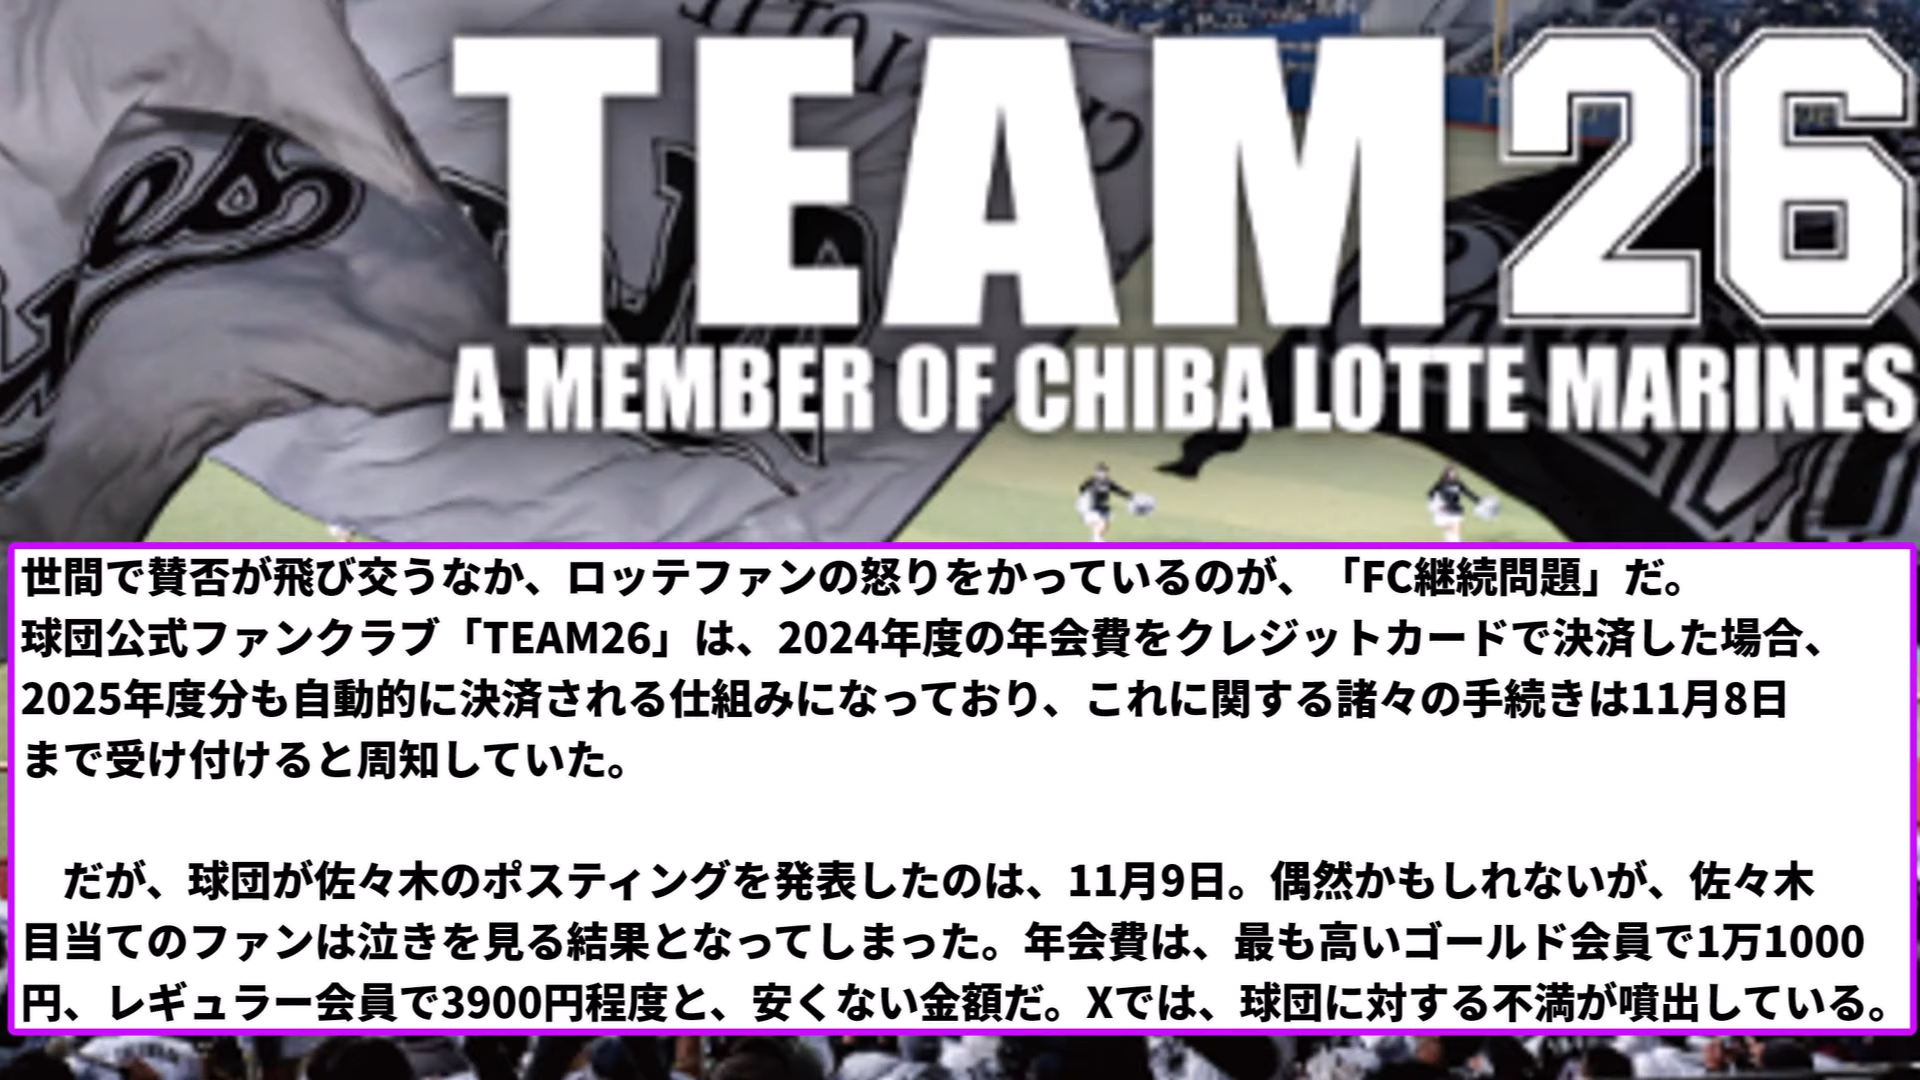 TEAM26
A MEMBER OF CHIBA LOTTE MARINES
世間で賛否が飛び交うなか、ロッテファンの怒りをかっているのが、「FC継続問題」だ。
球団公式ファンクラブ「TEAM26」は、2024年度の年会費をクレジットカードで決済した場合、
2025年度分も自動的に決済される仕組みになっており、これに関する諸々の手続きは11月8日
まで受け付けると周知していた。
だが、球団が佐々木のポスティングを発表したのは、11月9日。偶然かもしれないが、佐々木
目当てのファンは泣きを見る結果となってしまった。年会費は、最も高いゴールド会員で1万1000
円、レギュラー会員で3900円程度と、安くない金額だ。Xでは、球団に対する不満が噴出している。